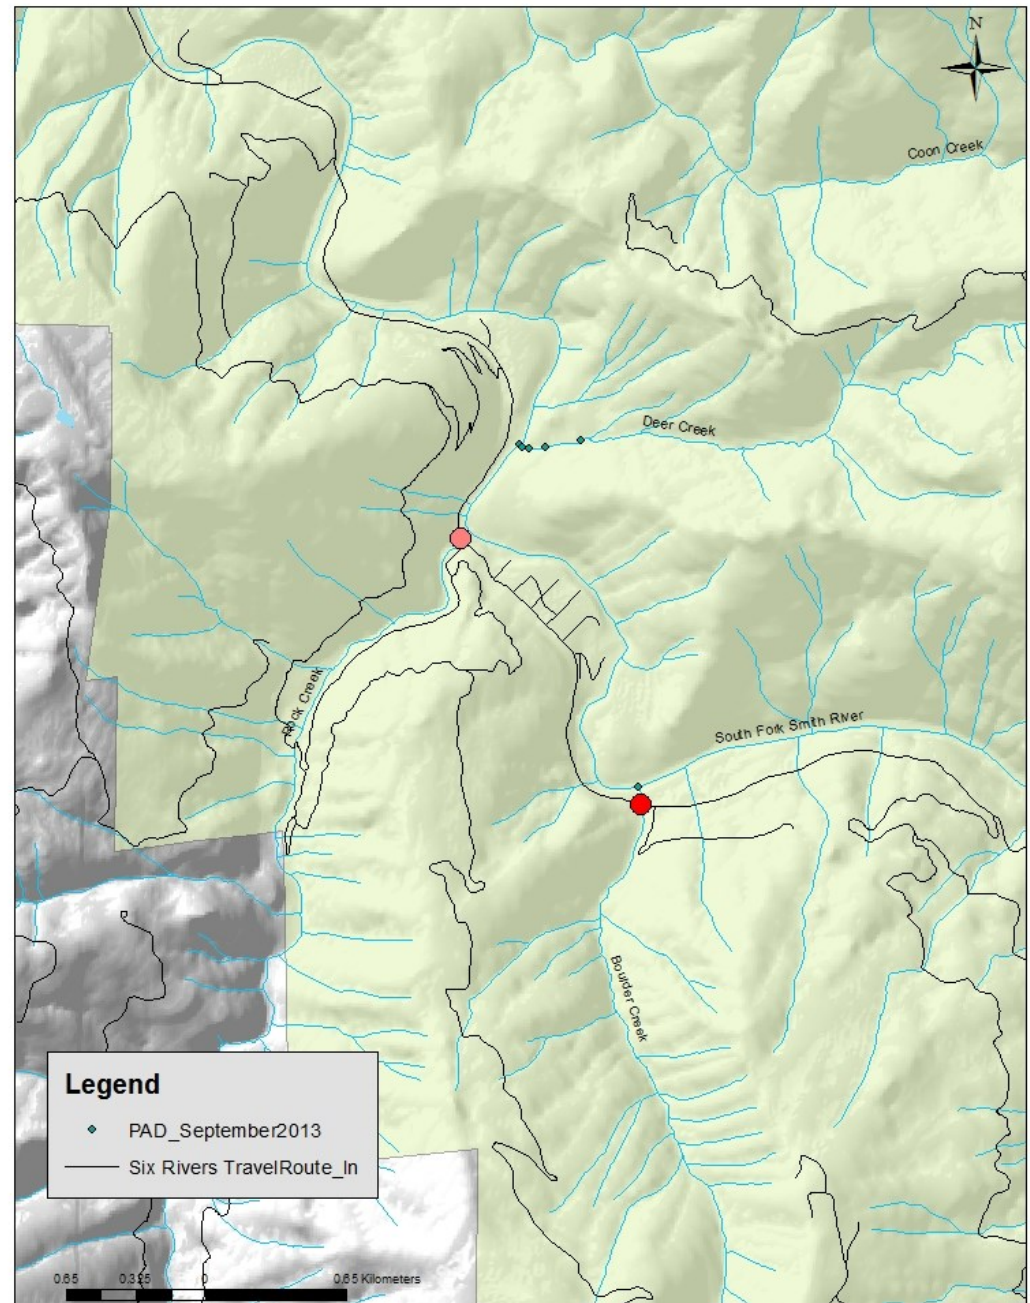 N
Coon Creek
Deer Creek
Rock Creek
South Fork Smith River
Boulder Creek
Legend
PAD_September2013
Six Rivers TravelRoute_ln
0.65 0.325 0 0.65 Kilometers